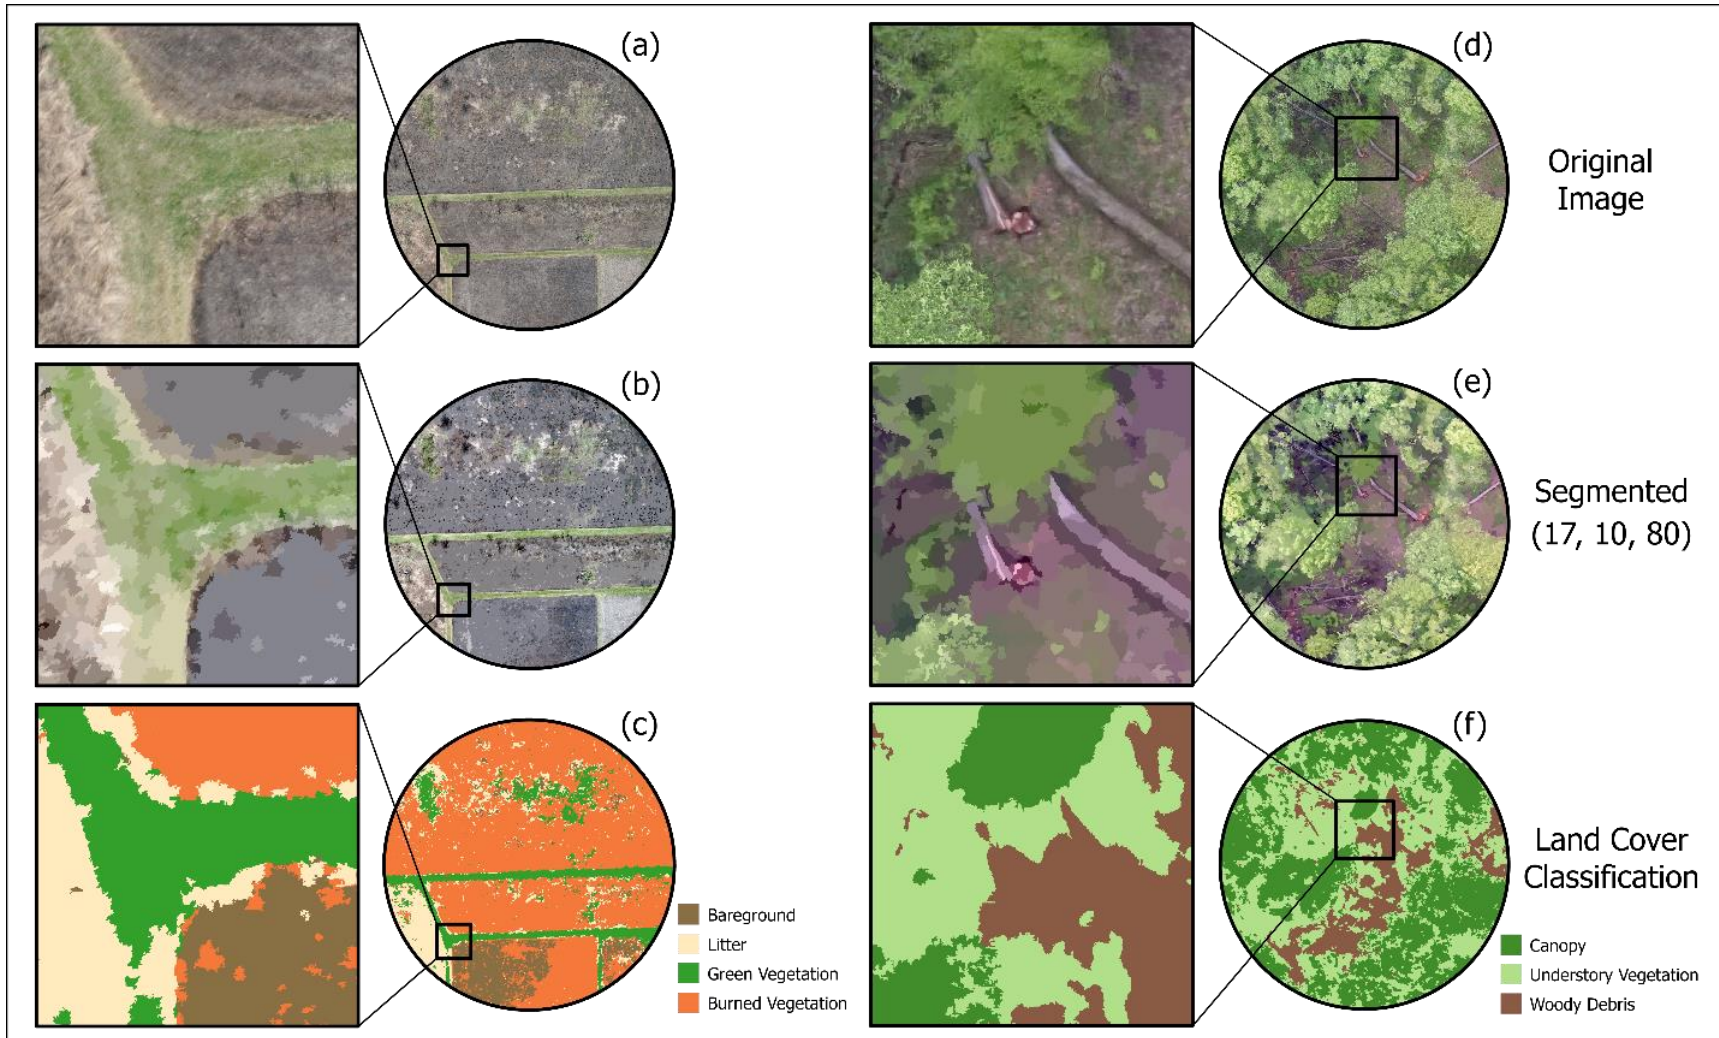 (a)
(d)
Original
Image
(b)
(e)
Segmented
(17, 10, 80)
(c)
(f)
Land Cover
Classification
Bareground
Litter
Green Vegetation
Burned Vegetation
Canopy
Understory Vegetation
Woody Debris